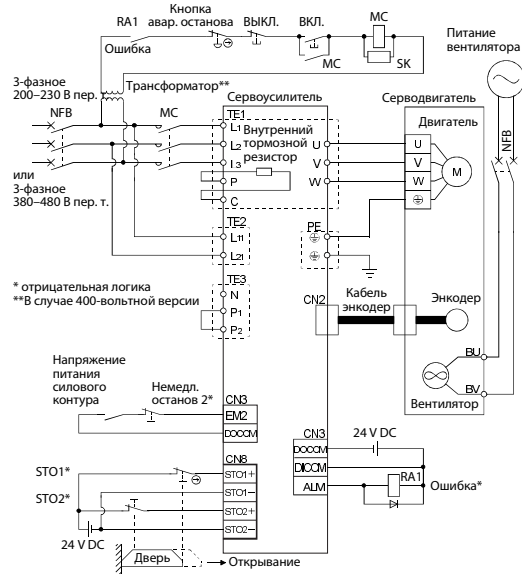 Кнопка
авар. останова
RA1
ВЫКЛ.
ВКЛ.
MC
Ошибка
MC
SK
Питание
вентилятора
3-фазное
200–230 В пер. т.
Трансформатор**
NFB
MC
Сервоусилитель
Серводвигатель
NFB
TE1
Двигатель
L1
Внутренний
тормозной
резистор
U
U
L2
V
V
M
или
L3
W
W
3-фазное
380–480 В пер. т.
P
C
TE2
PE
L11
L21
* отрицательная логика
**В случае 400-вольтной версии
TE3
N
P1
P2
CN2
Кабель
энкодер
Энкодер
BU
BV
Вентилятор
Напряжение
питания
силового
контура
Немедл.
останов 2*
CN3
EM2
DOCOM
CN3
24 V DC
DOCOM
DICOM
ALM
RA1
Ошибка*
CN8
STO1*
STO1+
STO1–
STO2*
STO2+
STO2–
24 V DC
Дверь
Открывание